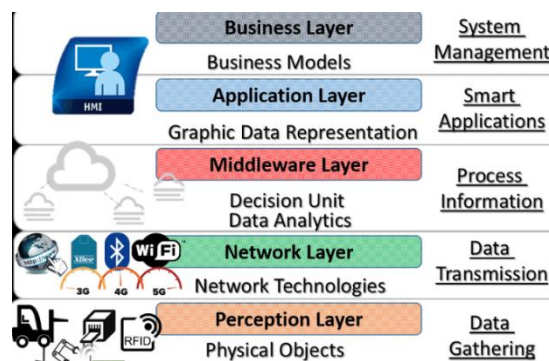 Business Layer
Business Models
System
Management
HMI
Application Layer
Graphic Data Representation
Smart
Applications
Middleware Layer
Decision Unit
Data Analytics
Process
Information
XBee
WiFi
3G
4G
5G
Network Layer
Network Technologies
Data
Transmission
RFID
Perception Layer
Physical Objects
Data
Gathering